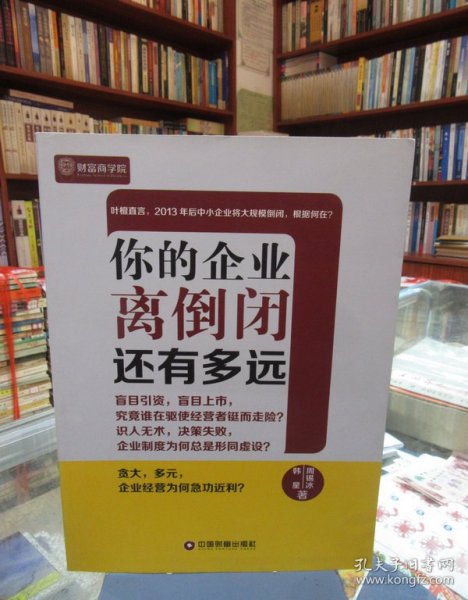 财富商学院
叶檀直言,2013年后中小企业将大规模倒闭,根据何在?
你的企业
离倒闭
还有多远
盲目引资,盲目上市,
究竟谁在驱使经营者铤而走险?
识人无术,决策失败,
企业制度为何总是形同虚设?
贪大,多元,
企业经营为何急功近利?
周锡冰
韩星
著
中国财富出版社
CHINA FORTUNE PRESS
孔夫子旧书网
www.kongfz.com